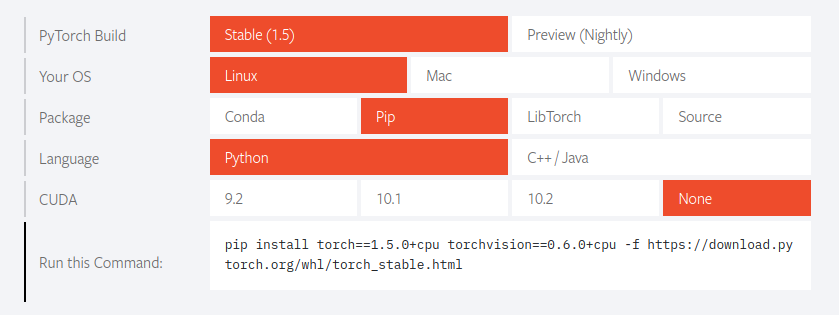 PyTorch Build Stable (1.5) Preview (Nightly)
Your OS Linux Mac Windows
Package Conda Pip LibTorch Source
Language Python C++ / Java
CUDA 9.2 10.1 10.2 None
Run this Command: pip install torch==1.5.0+cpu torchvision==0.6.0+cpu -f https://download.py
torch.org/whl/torch_stable.html